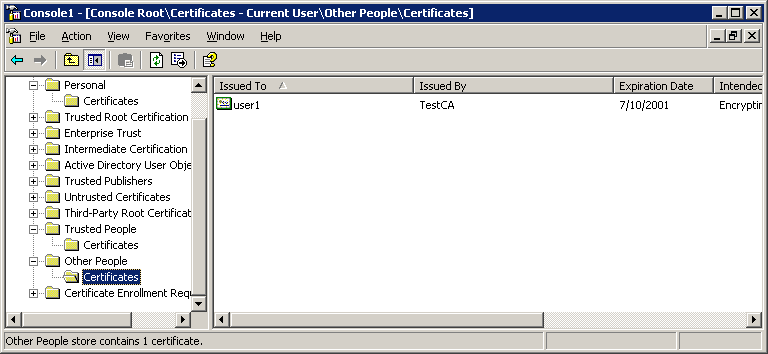 Console1 - [Console Root\Certificates - Current User\Other People\Certificates]
File Action View Favorites Window Help
Personal
Certificates
Trusted Root Certification
Enterprise Trust
Intermediate Certification
Active Directory User Obje
Trusted Publishers
Untrusted Certificates
Third-Party Root Certificat
Trusted People
Certificates
Other People
Certificates
Certificate Enrollment Requ
Issued To Issued By Expiration Date Intended
user1 TestCA 7/10/2001 Encryptin
Other People store contains 1 certificate.